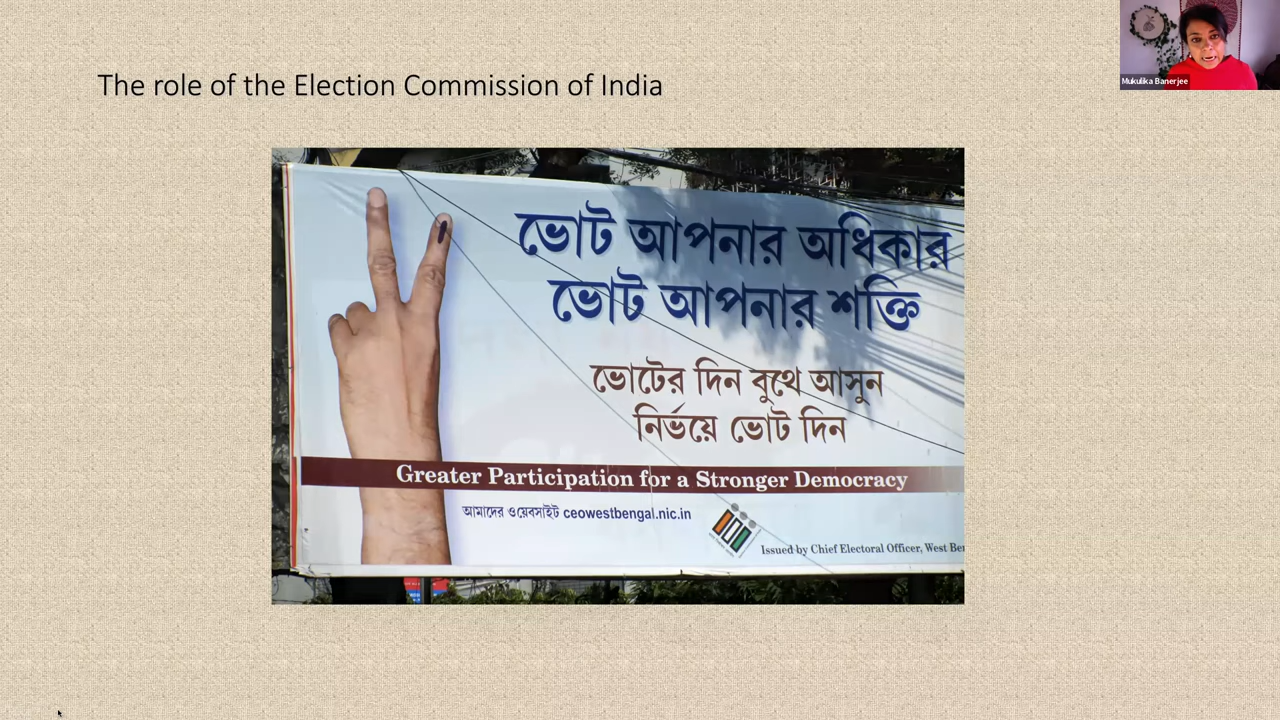 The role of the Election Commission of India
Mukulika Banerjee
ভোট আপনার অধিকার
ভোট আপনার শক্তি
ভোটের দিন বুথে আসুন
নির্ভয়ে ভোট দিন
Greater Participation for a Stronger Democracy
আমাদের ওয়েবসাইট ceowestbengal.nic.in
Issued by Chief Electoral Officer, West Ben